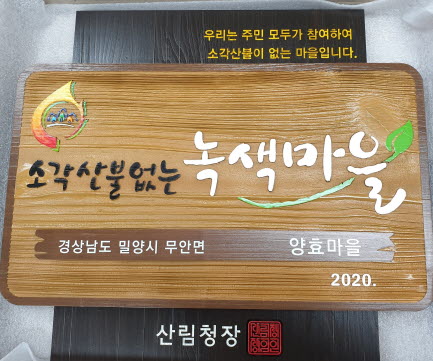 우리는 주민 모두가 참여하여
소각산불이 없는 마을입니다.
소각산불없는 녹색마을
경상남도 밀양시 무안면 양효마을
2020.
산림청장